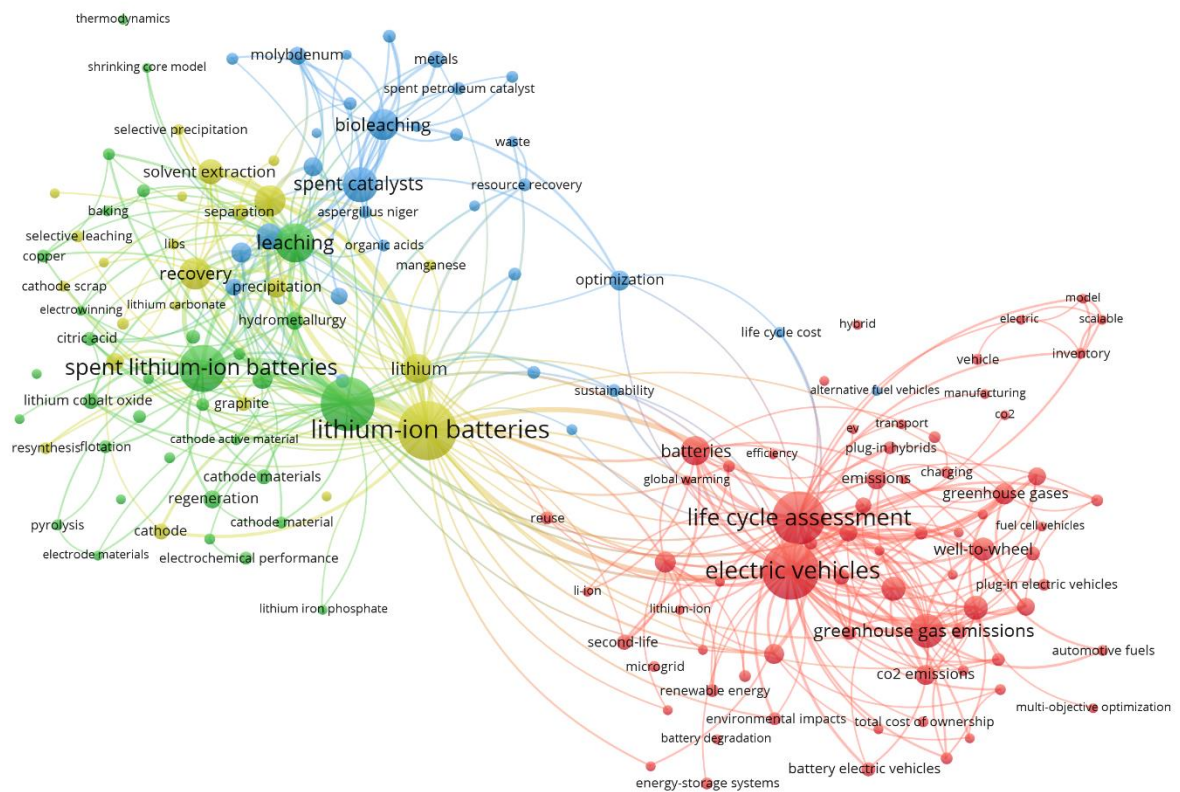 thermodynamics
molybdenum
metals
shrinking core model
spent petroleum catalyst
bioleaching
selective precipitation
waste
solvent extraction
spent catalysts
resource recovery
baking
separation
aspergillus niger
selective leaching
libs
leaching
organic acids
copper
recovery
manganese
cathode scrap
precipitation
optimization
electrowinning
lithium carbonate
hydrometallurgy
citric acid
life cycle cost
hybrid
model
electric
scalable
spent lithium-ion batteries
lithium
vehicle
inventory
sustainability
alternative fuel vehicles
manufacturing
lithium cobalt oxide
graphite
co2
lithium-ion batteries
ev
transport
resynthesis
flotation
cathode active material
batteries
efficiency
plug-in hybrids
global warming
emissions
charging
cathode materials
regeneration
greenhouse gases
pyrolysis
cathode
cathode material
reuse
life cycle assessment
fuel cell vehicles
electrode materials
electrochemical performance
well-to-wheel
electric vehicles
plug-in electric vehicles
li-ion
lithium iron phosphate
lithium-ion
greenhouse gas emissions
second-life
automotive fuels
microgrid
co2 emissions
renewable energy
multi-objective optimization
environmental impacts
total cost of ownership
battery degradation
battery electric vehicles
energy-storage systems